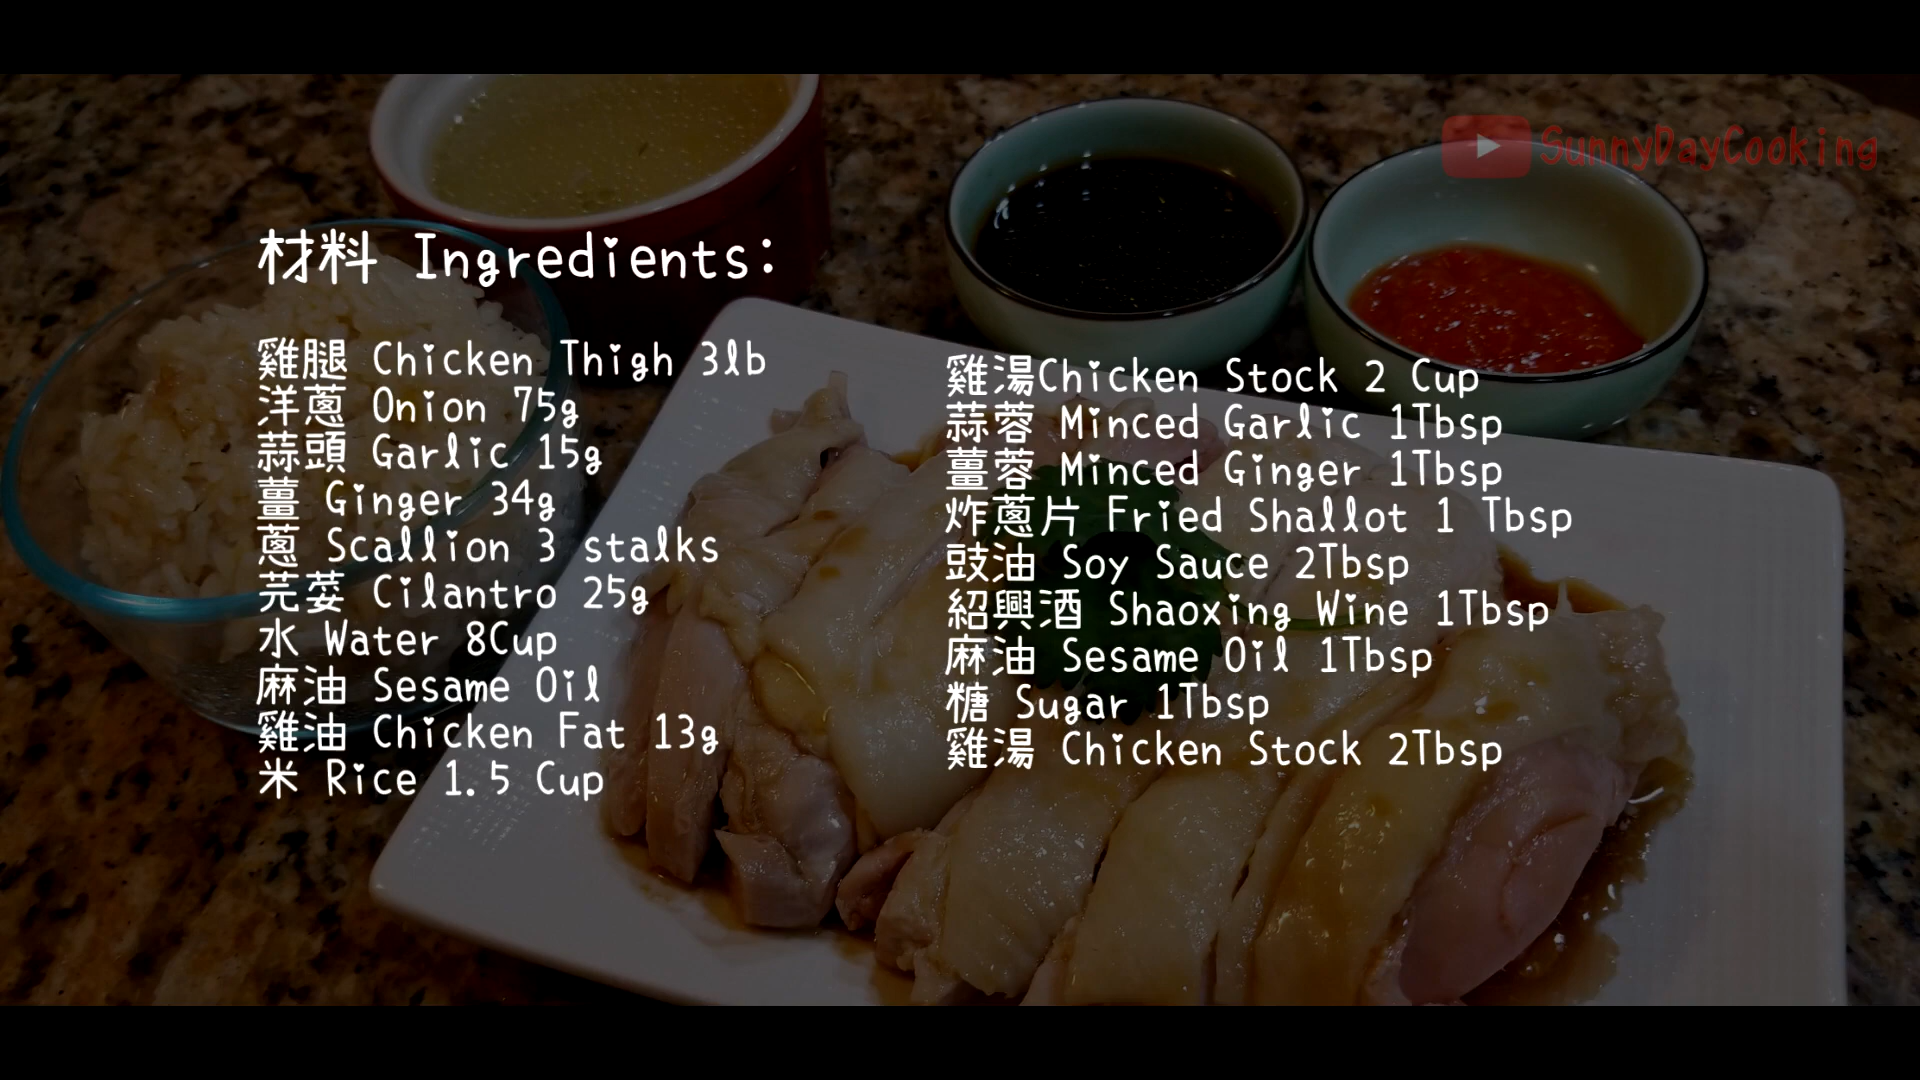 SunnyDayCooking
材料 Ingredients:
雞腿 Chicken Thigh 3lb
洋蔥 Onion 75g
蒜頭 Garlic 15g
薑 Ginger 34g
蔥 Scallion 3 stalks
芫荽 Cilantro 25g
水 Water 8Cup
麻油 Sesame Oil
雞油 Chicken Fat 13g
米 Rice 1.5 Cup
雞湯Chicken Stock 2 Cup
蒜蓉 Minced Garlic 1Tbsp
薑蓉 Minced Ginger 1Tbsp
炸蔥片 Fried Shallot 1 Tbsp
豉油 Soy Sauce 2Tbsp
紹興酒 Shaoxing Wine 1Tbsp
麻油 Sesame Oil 1Tbsp
糖 Sugar 1Tbsp
雞湯 Chicken Stock 2Tbsp